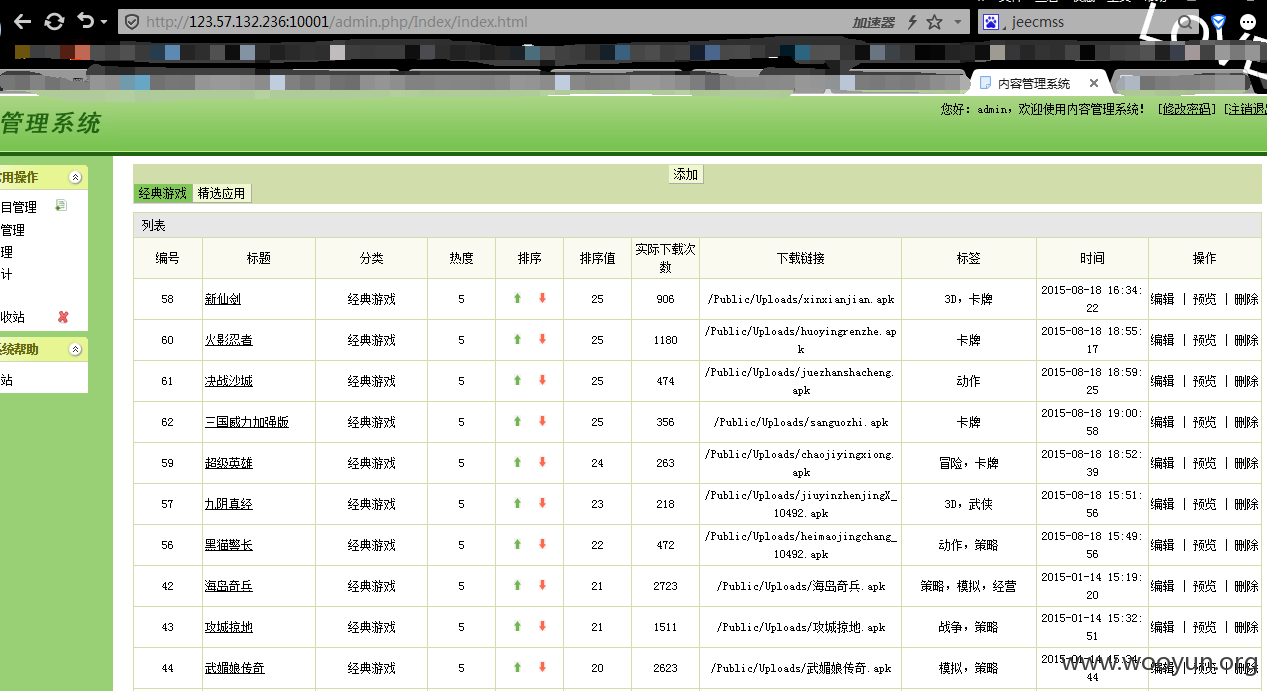 http://123.57.132.236:10001/admin.php/Index/index.html 加速器 jeecmss
内容管理系统
您好: admin, 欢迎使用内容管理系统! [修改密码] [注销退出
管理系统
用操作
目管理
管理
理
计
收站
系统帮助
站
添加
经典游戏 精选应用
列表
编号 标题 分类 热度 排序 排序值 实际下载次数 下载链接 标签 时间 操作
58 新仙剑 经典游戏 5 25 906 /Public/Uploads/xinxianjian.apk 3D, 卡牌 2015-08-18 16:34:22 编辑 | 预览 | 删除
60 火影忍者 经典游戏 5 25 1180 /Public/Uploads/huoyingrenzhe.apk 卡牌 2015-08-18 18:55:17 编辑 | 预览 | 删除
61 决战沙城 经典游戏 5 25 474 /Public/Uploads/juezhanshacheng.apk 动作 2015-08-18 18:59:25 编辑 | 预览 | 删除
62 三国威力加强版 经典游戏 5 25 356 /Public/Uploads/sanguozhi.apk 卡牌 2015-08-18 19:00:58 编辑 | 预览 | 删除
59 超级英雄 经典游戏 5 24 263 /Public/Uploads/chaojiyingxiong.apk 冒险, 卡牌 2015-08-18 18:52:39 编辑 | 预览 | 删除
57 九阴真经 经典游戏 5 23 218 /Public/Uploads/jiuyinzhenjingX_10492.apk 3D, 武侠 2015-08-18 15:51:56 编辑 | 预览 | 删除
56 黑猫警长 经典游戏 5 22 472 /Public/Uploads/heimaojingchang_10492.apk 动作, 策略 2015-08-18 15:49:56 编辑 | 预览 | 删除
42 海岛奇兵 经典游戏 5 21 2723 /Public/Uploads/海岛奇兵.apk 策略, 模拟, 经营 2015-01-14 15:19:20 编辑 | 预览 | 删除
43 攻城掠地 经典游戏 5 21 1511 /Public/Uploads/攻城掠地.apk 战争, 策略 2015-01-14 15:32:51 编辑 | 预览 | 删除
44 武媚娘传奇 经典游戏 5 20 2623 /Public/Uploads/武媚娘传奇.apk 模拟, 策略 2015-01-14 15:34:44 编辑 | 预览 | 删除
www.wooyun.org